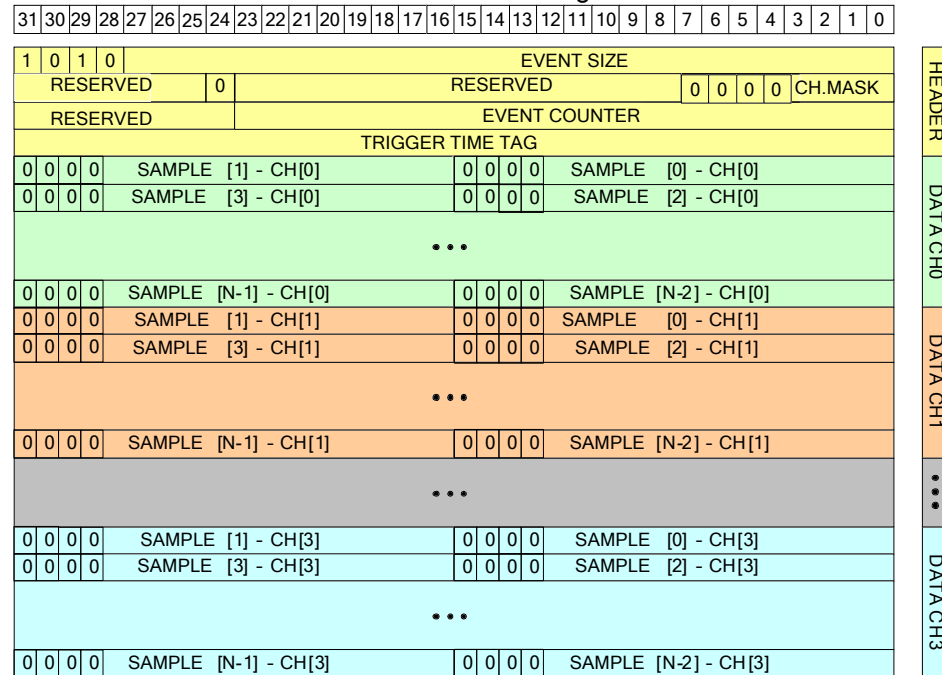 31 30 29 28 27 26 25 24 23 22 21 20 19 18 17 16 15 14 13 12 11 10 9 8 7 6 5 4 3 2 1 0
1 0 1 0 EVENT SIZE
RESERVED 0 RESERVED 0 0 0 0 CH.MASK
RESERVED EVENT COUNTER
TRIGGER TIME TAG
HEADER
0 0 0 0 SAMPLE [1] - CH[0] 0 0 0 0 SAMPLE [0] - CH[0]
0 0 0 0 SAMPLE [3] - CH[0] 0 0 0 0 SAMPLE [2] - CH[0]
• • •
0 0 0 0 SAMPLE [N-1] - CH[0] 0 0 0 0 SAMPLE [N-2] - CH[0]
DATA CH0
0 0 0 0 SAMPLE [1] - CH[1] 0 0 0 0 SAMPLE [0] - CH[1]
0 0 0 0 SAMPLE [3] - CH[1] 0 0 0 0 SAMPLE [2] - CH[1]
• • •
0 0 0 0 SAMPLE [N-1] - CH[1] 0 0 0 0 SAMPLE [N-2] - CH[1]
DATA CH1
• • •
• • •
0 0 0 0 SAMPLE [1] - CH[3] 0 0 0 0 SAMPLE [0] - CH[3]
0 0 0 0 SAMPLE [3] - CH[3] 0 0 0 0 SAMPLE [2] - CH[3]
• • •
0 0 0 0 SAMPLE [N-1] - CH[3] 0 0 0 0 SAMPLE [N-2] - CH[3]
DATA CH3